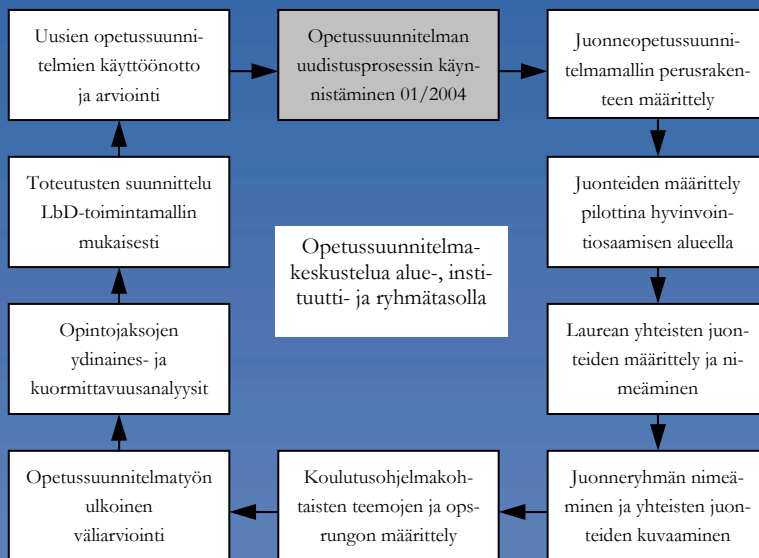 Uusien opetussuunni-
telmien käyttöönotto
ja arviointi
Opetussuunnitelman
uudistusprosessin käyn-
nistäminen 01/2004
Juonneopetussuunni-
telmamallin perusraken-
teen määrittely
Toteutusten suunnittelu
LbD-toimintamallin
mukaisesti
Juonteiden määrittely
pilottina hyvinvoin-
tiosaamisen alueella
Opetussuunnitelma-
keskustelua alue-, insti-
tuutti- ja ryhmätasolla
Opintojaksojen
ydinaines- ja
kuormittavuusanalyysit
Laurean yhteisten juon-
teiden määrittely ja ni-
meäminen
Opetussuunnitelmatyön
ulkoinen
väliarviointi
Koulutusohjelmakoh-
taisten teemojen ja ops-
rungon määrittely
Juonneryhmän nimeä-
minen ja yhteisten juon-
teiden kuvaaminen